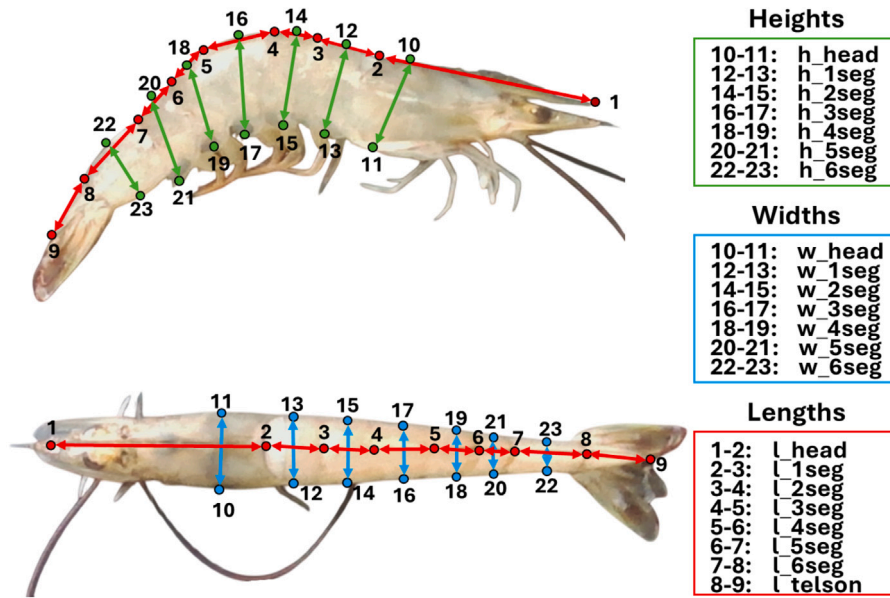 Heights
10-11: h_head
12-13: h_1seg
14-15: h_2seg
16-17: h_3seg
18-19: h_4seg
20-21: h_5seg
22-23: h_6seg
Widths
10-11: w_head
12-13: w_1seg
14-15: w_2seg
16-17: w_3seg
18-19: w_4seg
20-21: w_5seg
22-23: w_6seg
Lengths
1-2: l_head
2-3: l_1seg
3-4: l_2seg
4-5: l_3seg
5-6: l_4seg
6-7: l_5seg
7-8: l_6seg
8-9: l_telson
16 14 12
18 4 3 10
5 2
20 6 1
22 7
8 19 17 15 13 11
23 21
9
11 13 15 17 19 21 23
1 2 3 4 5 6 7 8 9
10 12 14 16 18 20 22